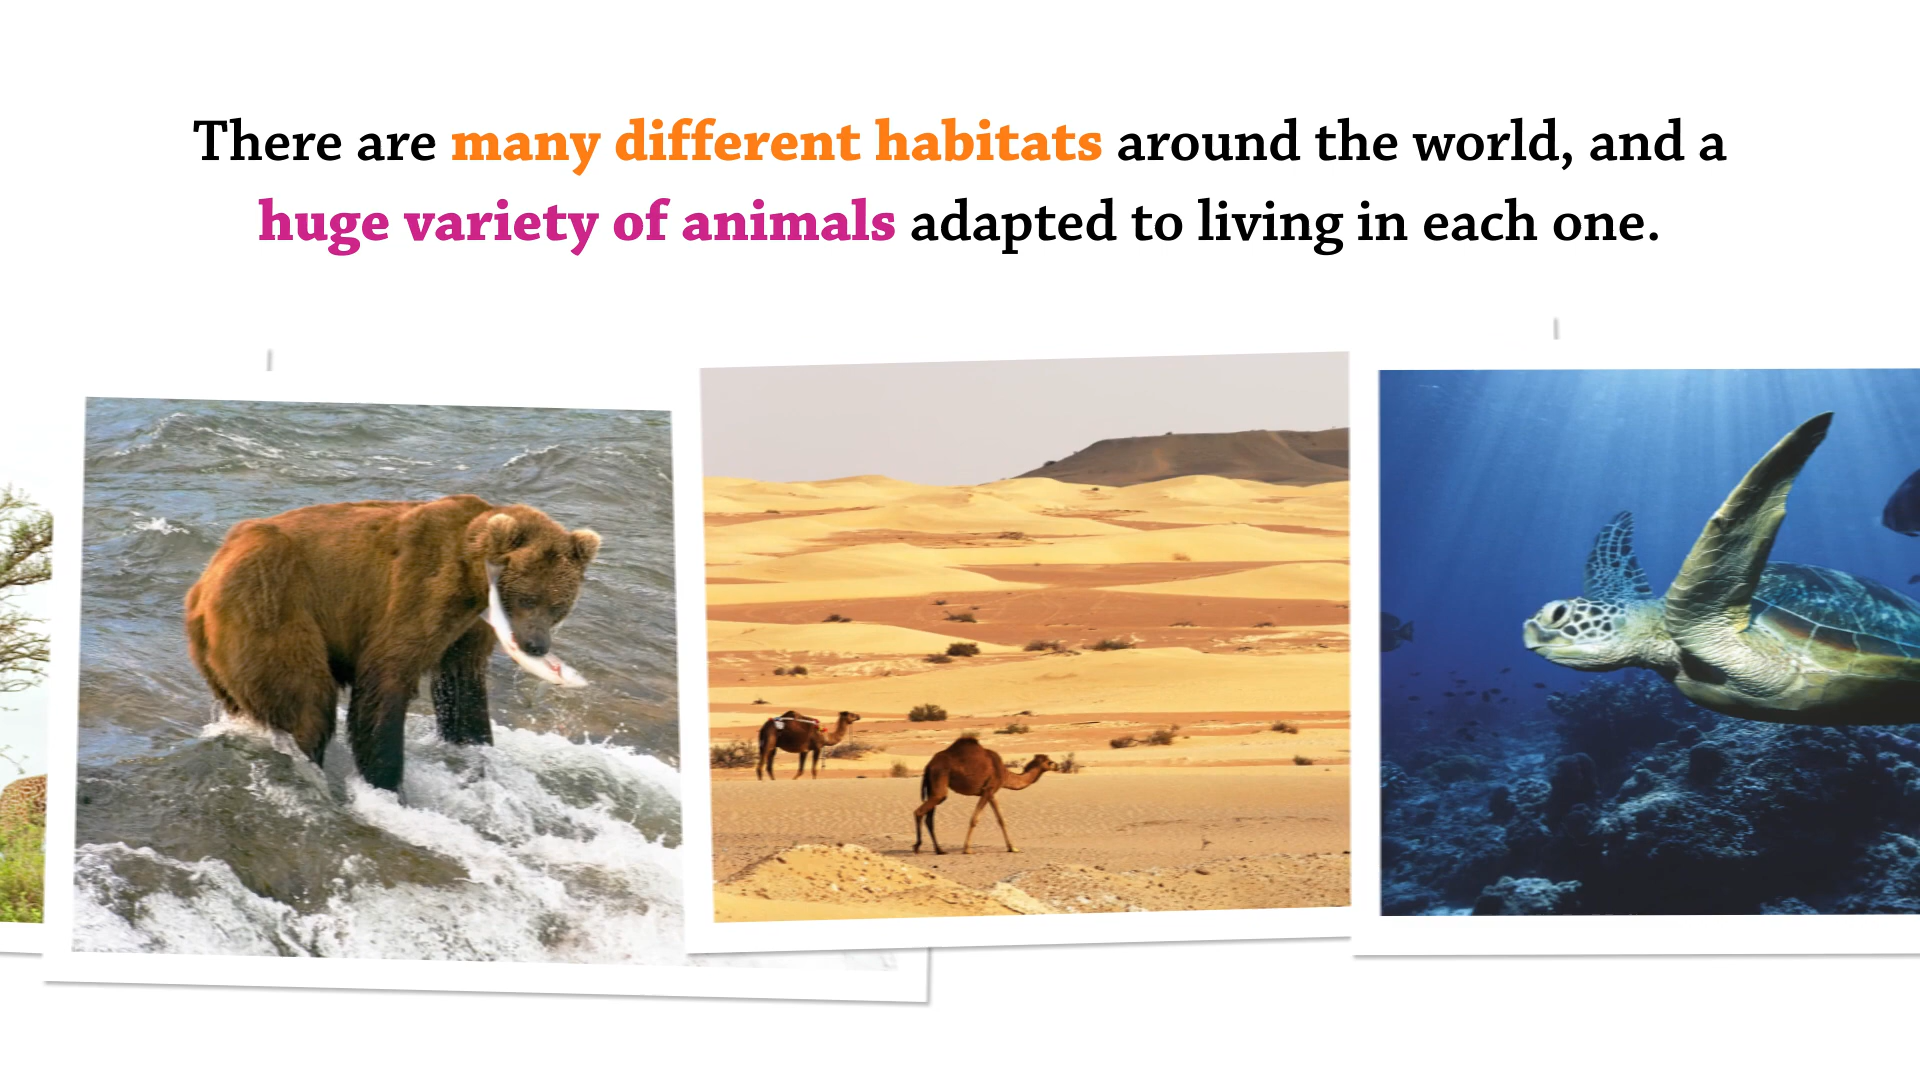 There are many different habitats around the world, and a
huge variety of animals adapted to living in each one.